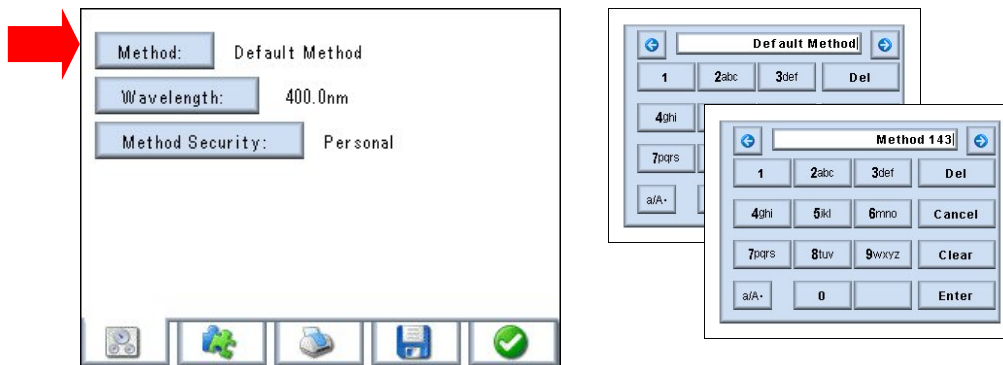 Method: Default Method
Wavelength: 400.0nm
Method Security: Personal
Default Method
1 2abc 3def Del
4ghi
7pqrs
a/A·
Method 143
1 2abc 3def Del
4ghi 5jkl 6mno Cancel
7pqrs 8tuv 9wxyz Clear
a/A· 0 Enter